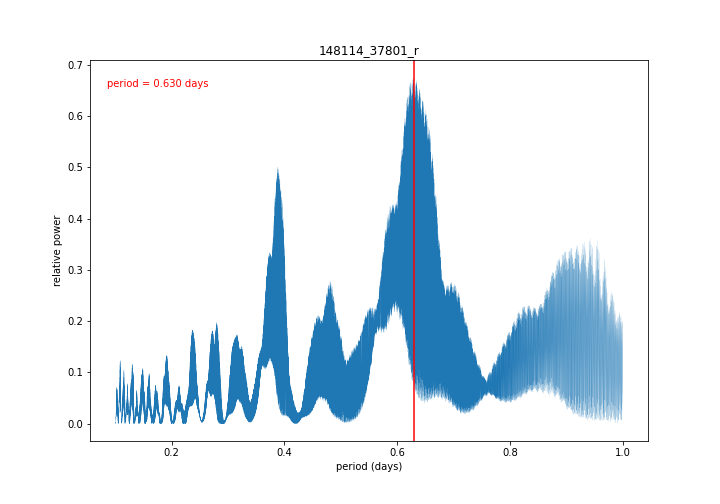 148114_37801_r
period = 0.630 days
0.7
0.6
0.5
0.4
0.3
0.2
0.1
0.0
relative power
0.2 0.4 0.6 0.8 1.0
period (days)